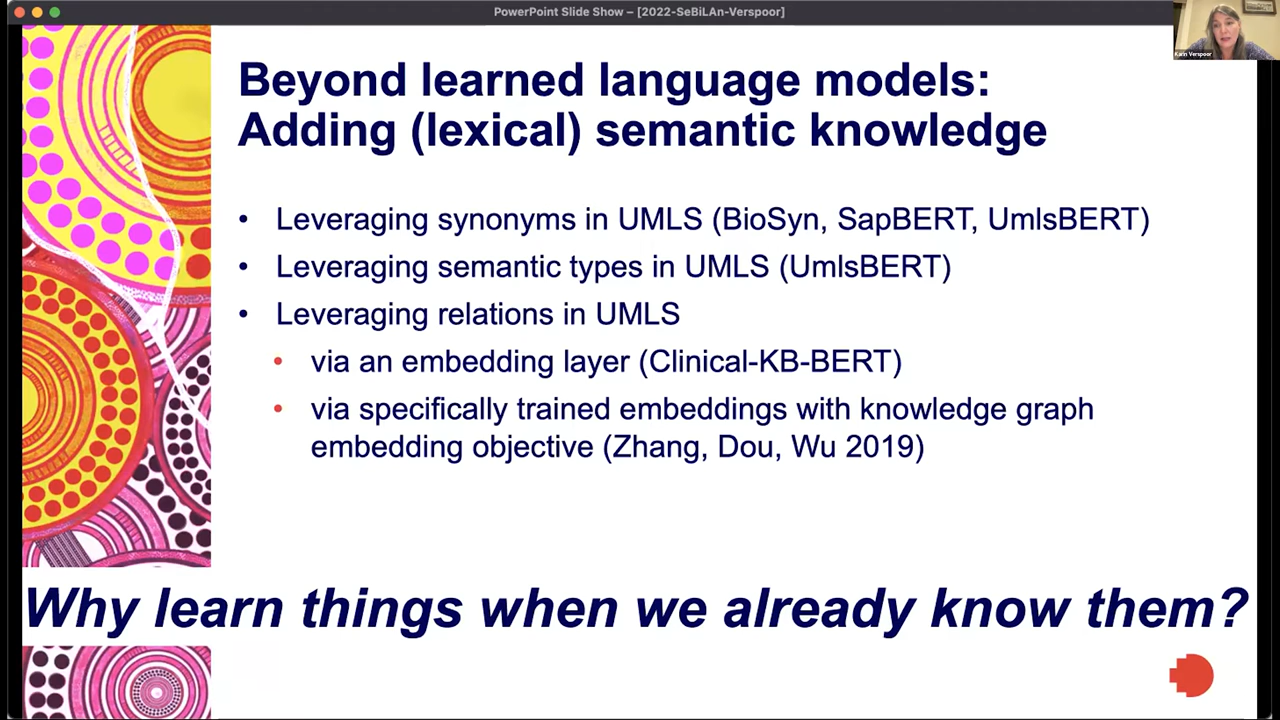 PowerPoint Slide Show – [2022-SeBiLAn-Verspoor]
Karin Verspoor
Beyond learned language models:
Adding (lexical) semantic knowledge
• Leveraging synonyms in UMLS (BioSyn, SapBERT, UmlsBERT)
• Leveraging semantic types in UMLS (UmlsBERT)
• Leveraging relations in UMLS
• via an embedding layer (Clinical-KB-BERT)
• via specifically trained embeddings with knowledge graph
embedding objective (Zhang, Dou, Wu 2019)
Why learn things when we already know them?